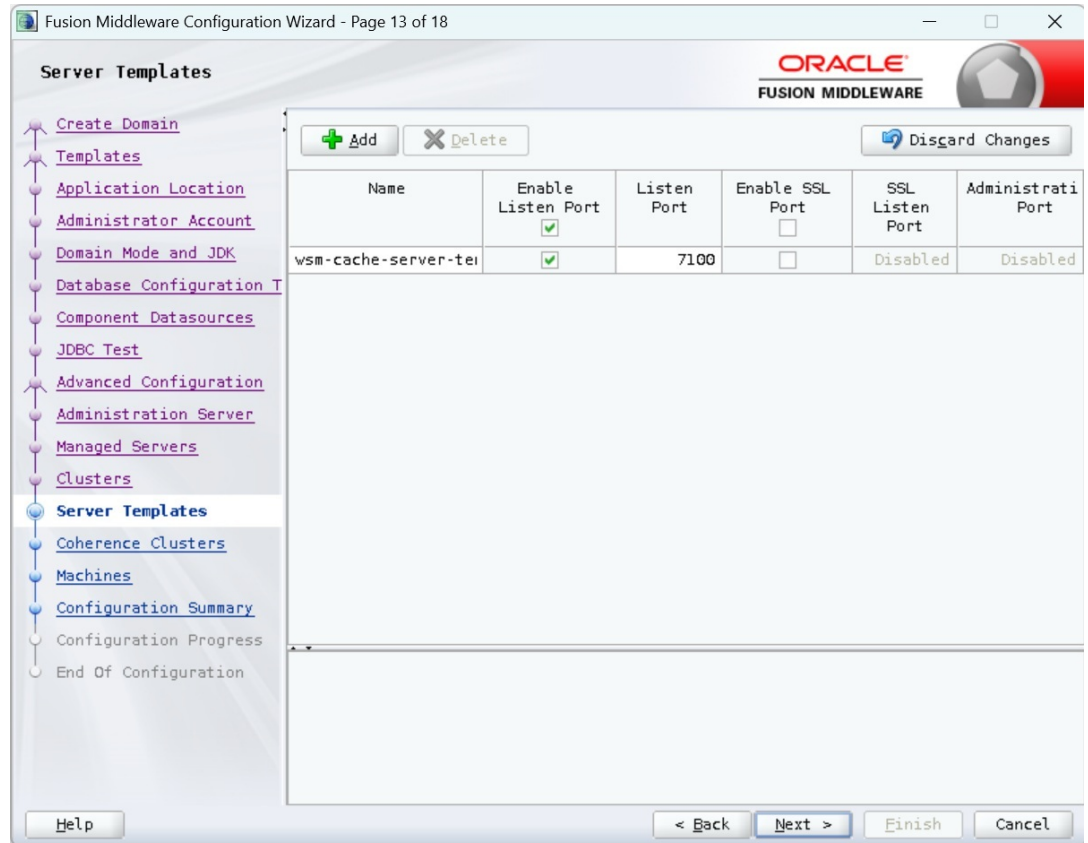 Fusion Middleware Configuration Wizard - Page 13 of 18
Server Templates
ORACLE
FUSION MIDDLEWARE
Create Domain
Templates
Application Location
Administrator Account
Domain Mode and JDK
Database Configuration T
Component Datasources
JDBC Test
Advanced Configuration
Administration Server
Managed Servers
Clusters
Server Templates
Coherence Clusters
Machines
Configuration Summary
Configuration Progress
End Of Configuration
Add Delete Discard Changes
Name Enable Listen Port Listen Port Enable SSL Port SSL Listen Port Administrati Port
wsm-cache-server-te 7100 Disabled Disabled
Help < Back Next > Finish Cancel